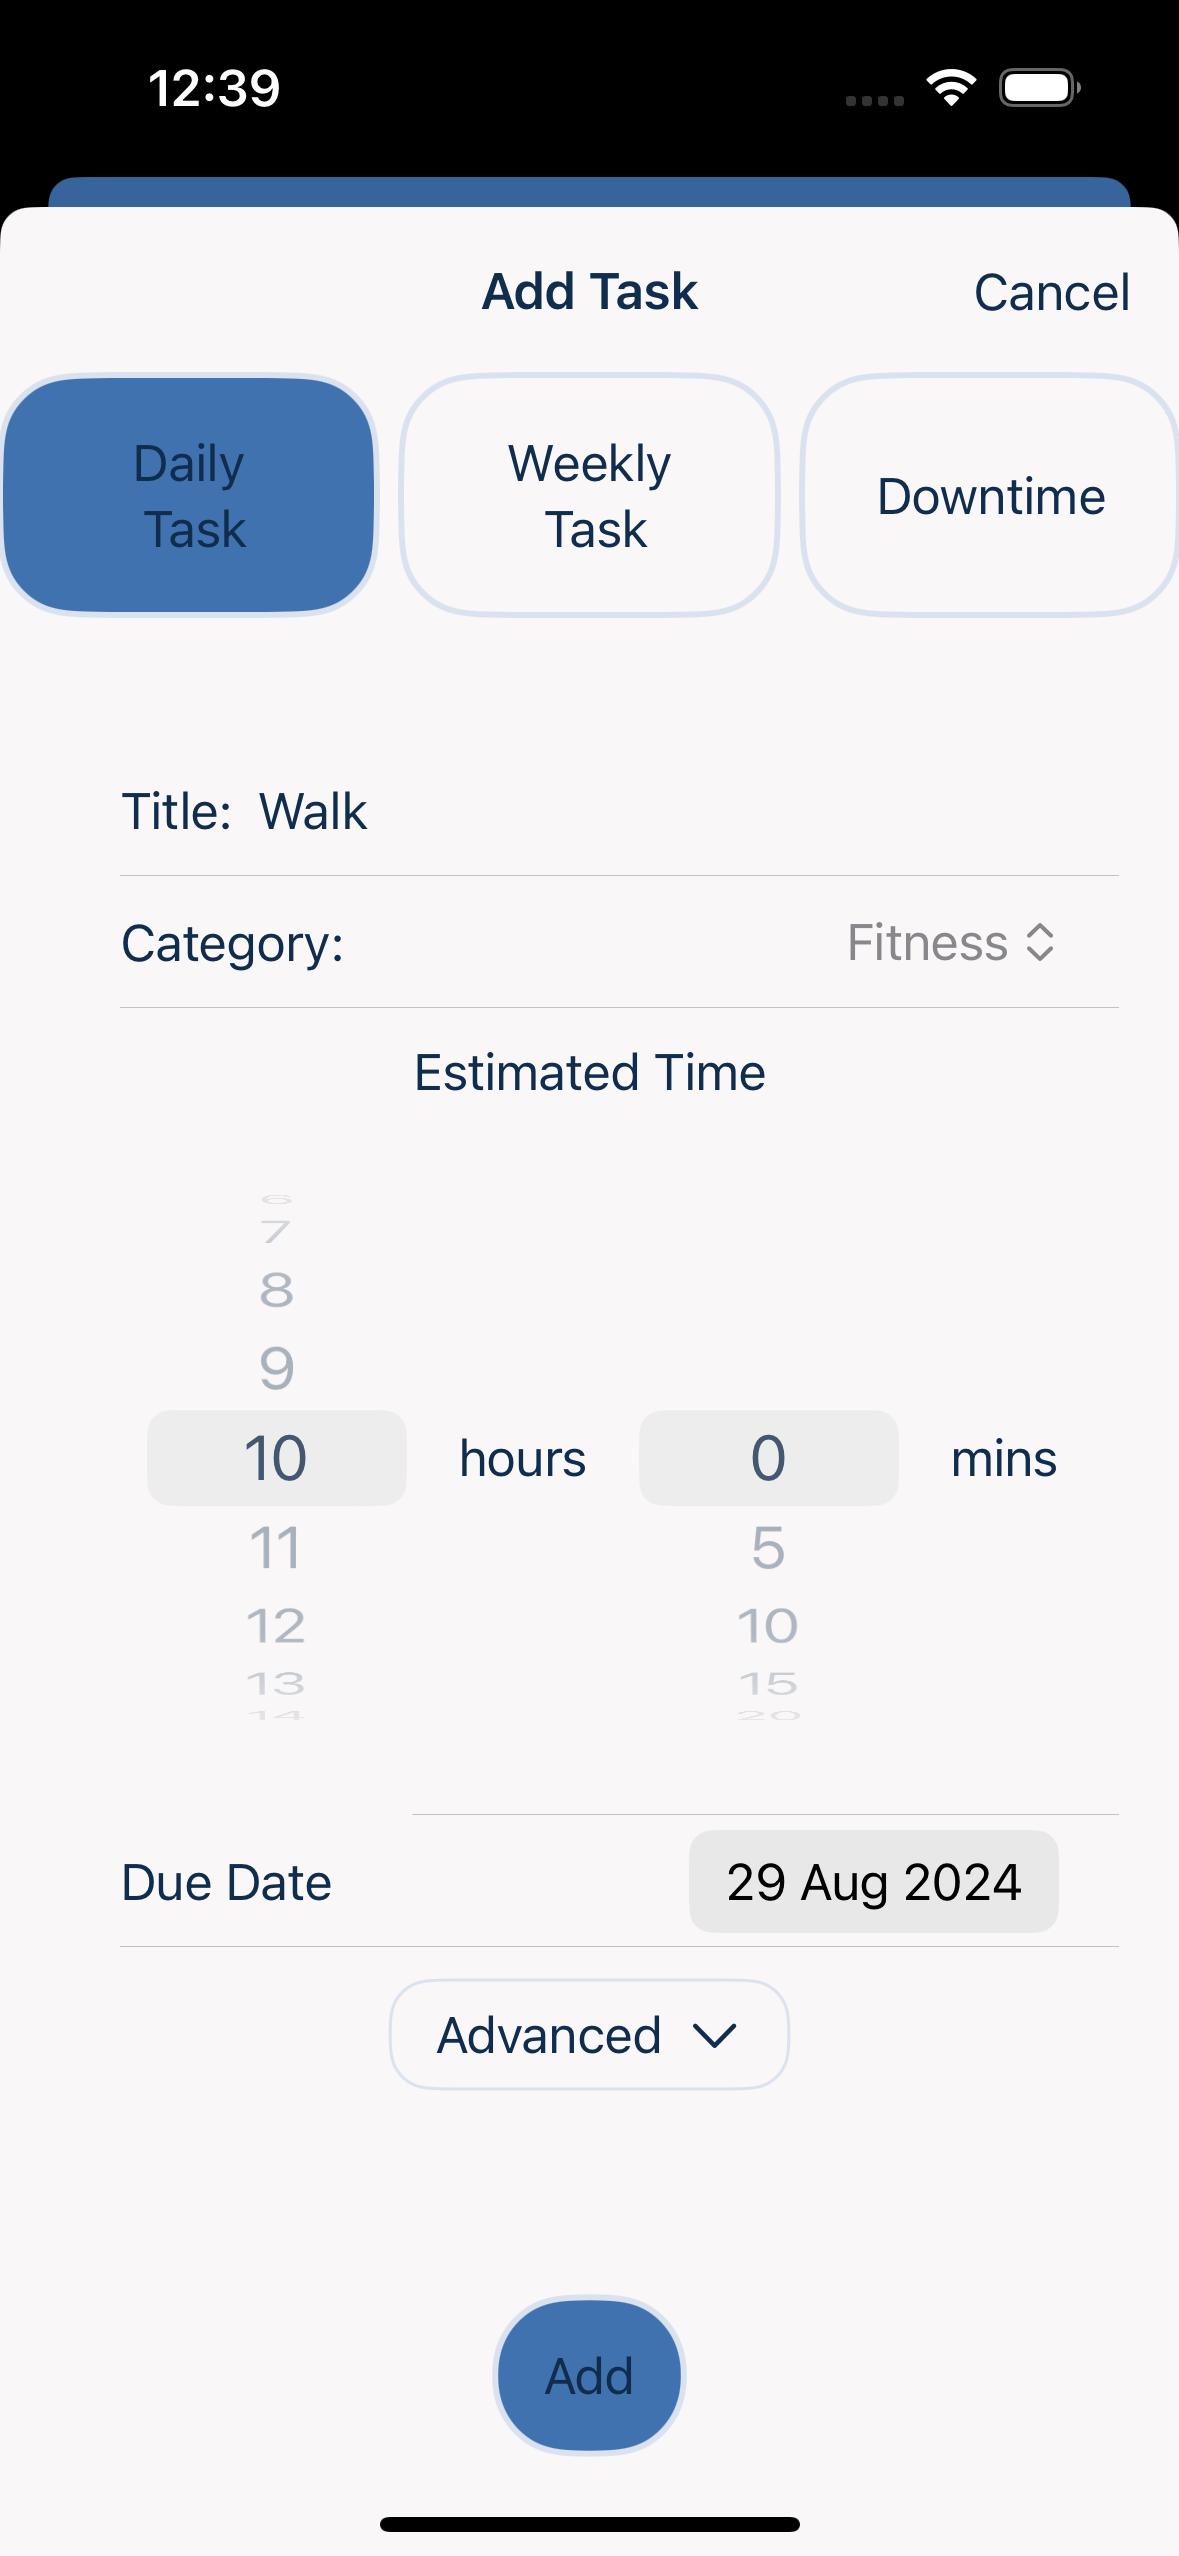 12:39
Add Task
Cancel
Daily
Task
Weekly
Task
Downtime
Title: Walk
Category:
Fitness
Estimated Time
6
7
8
9
10 hours 0 mins
11 5
12 10
13 15
14 20
Due Date
29 Aug 2024
Advanced
Add